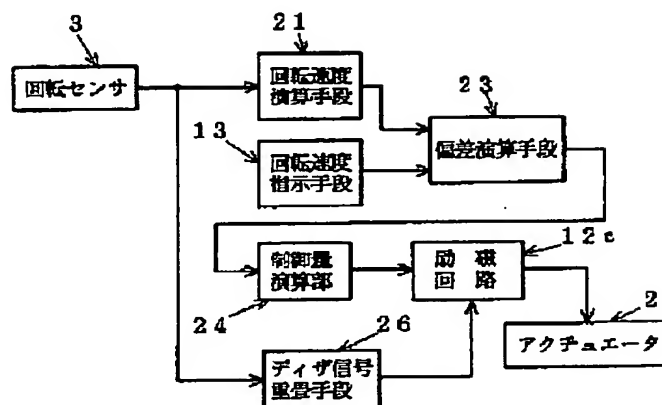 3
回転センサ
21
回転速度
演算手段
13
回転速度
指示手段
23
偏差演算手段
24
制御量
演算部
12c
励磁
回路
2
アクチュエータ
26
ディザ信号
重畳手段